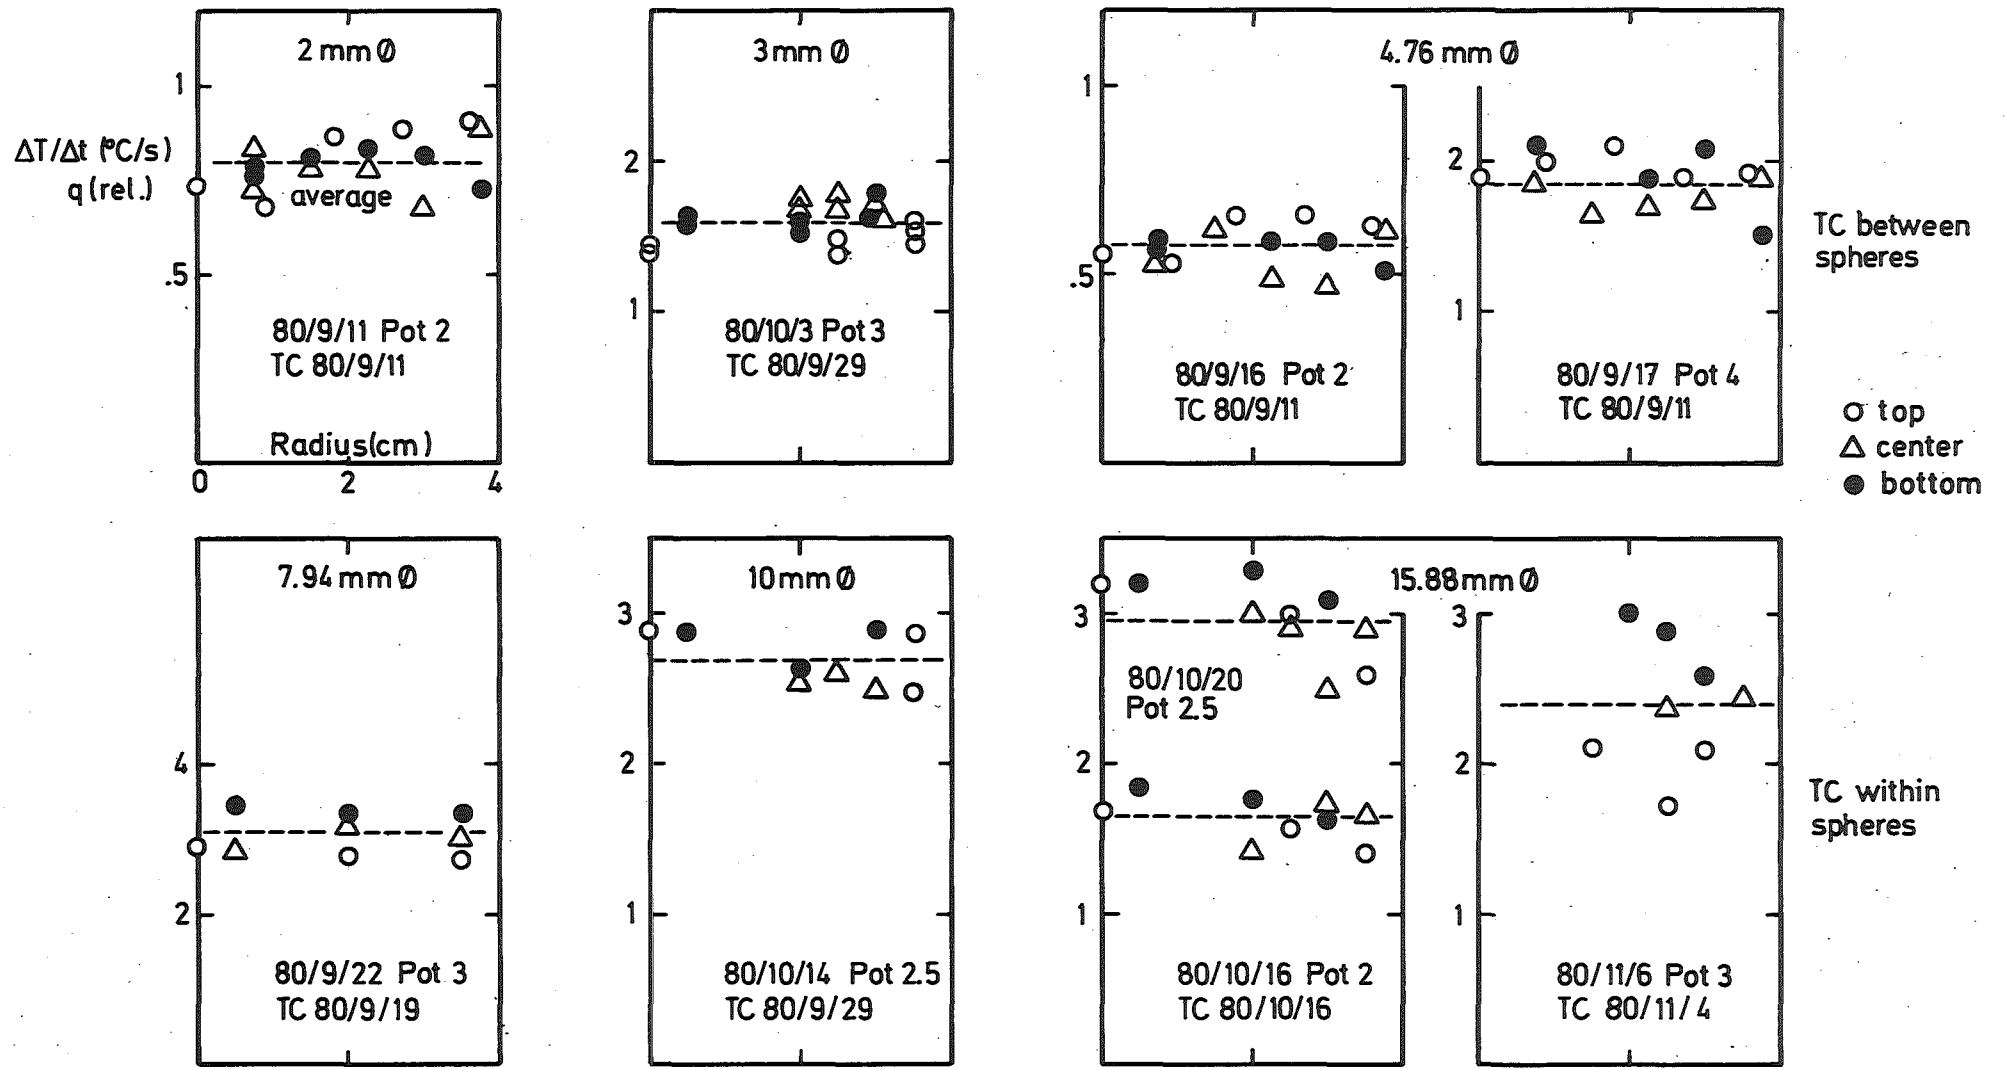 2 mm Ø
1
ΔT/Δt (°C/s)
q (rel.)
average
.5
80/9/11 Pot 2
TC 80/9/11
Radius(cm)
0 2 4
3 mm Ø
2
1
80/10/3 Pot 3
TC 80/9/29
4.76 mm Ø
1
.5
80/9/16 Pot 2
TC 80/9/11
2
1
80/9/17 Pot 4
TC 80/9/11
TC between
spheres
top
center
bottom
7.94 mm Ø
4
2
80/9/22 Pot 3
TC 80/9/19
10 mm Ø
3
2
1
80/10/14 Pot 2.5
TC 80/9/29
15.88 mm Ø
3
80/10/20
Pot 2.5
2
1
80/10/16 Pot 2
TC 80/10/16
3
2
1
80/11/6 Pot 3
TC 80/11/4
TC within
spheres